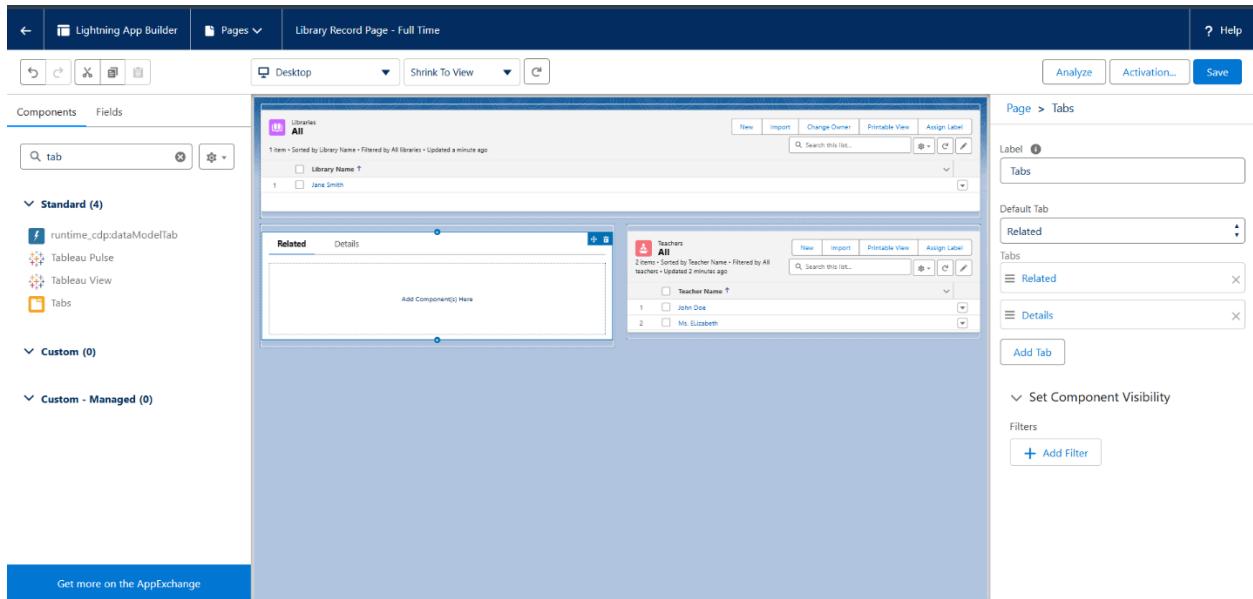 Lightning App Builder
Pages
Library Record Page - Full Time
? Help
Desktop
Shrink To View
Analyze
Activation...
Save
Components
Fields
tab
Standard (4)
runtime_cdp:dataModelTab
Tableau Pulse
Tableau View
Tabs
Custom (0)
Custom - Managed (0)
Get more on the AppExchange
Libraries
All
New
Import
Change Owner
Printable View
Assign Label
1 item • Sorted by Library Name • Filtered by All libraries • Updated a minute ago
Search this list...
Library Name ↑
1 Jane Smith
Related
Details
Add Component(s) Here
Teachers
All
New
Import
Printable View
Assign Label
2 items • Sorted by Teacher Name • Filtered by All
teachers • Updated 2 minutes ago
Search this list...
Teacher Name ↑
1 John Doe
2 Ms. ELizabeth
Page > Tabs
Label
Tabs
Default Tab
Related
Tabs
Related
Details
Add Tab
Set Component Visibility
Filters
+ Add Filter